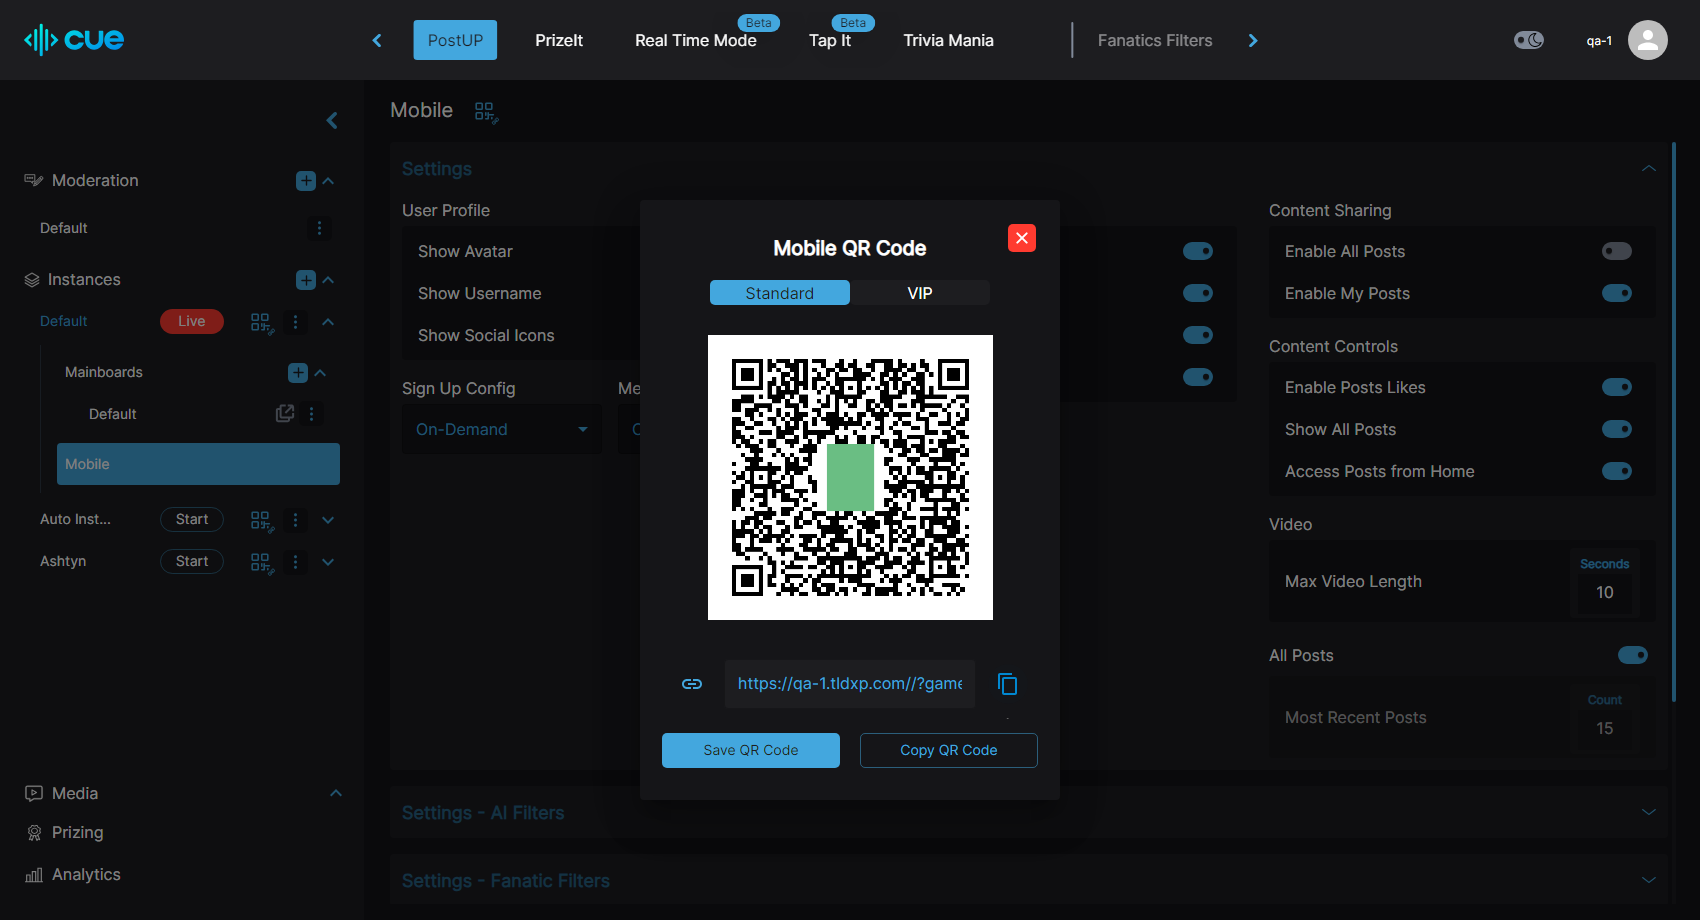 cue
PostUP
PrizeIt
Real Time Mode
Beta
Tap It
Beta
Trivia Mania
Fanatics Filters
qa-1
Moderation
Default
Instances
Default
Live
Mainboards
Default
Mobile
Auto Inst...
Start
Ashtyn
Start
Media
Prizing
Analytics
Mobile
Settings
User Profile
Show Avatar
Show Username
Show Social Icons
Sign Up Config
On-Demand
Me
Mobile QR Code
Standard
VIP
https://qa-1.tldxp.com//?game
Save QR Code
Copy QR Code
Content Sharing
Enable All Posts
Enable My Posts
Content Controls
Enable Posts Likes
Show All Posts
Access Posts from Home
Video
Max Video Length
Seconds
10
All Posts
Most Recent Posts
Count
15
Settings - AI Filters
Settings - Fanatic Filters